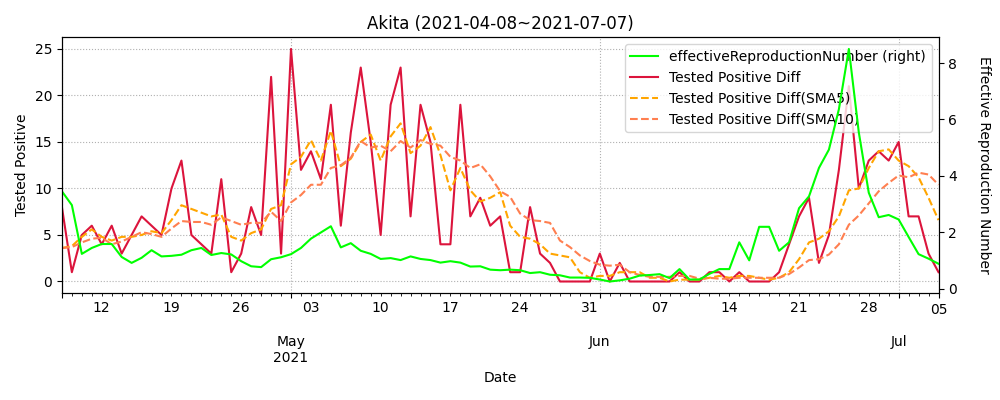 Akita (2021-04-08~2021-07-07)
effectiveReproductionNumber (right)
Tested Positive Diff
Tested Positive Diff(SMA5)
Tested Positive Diff(SMA10)
Tested Positive
25
20
15
10
5
0
Effective Reproduction Number
8
6
4
2
0
12 19 26 03 10 17 24 31 07 14 21 28 05
May Jun Jul
2021
Date